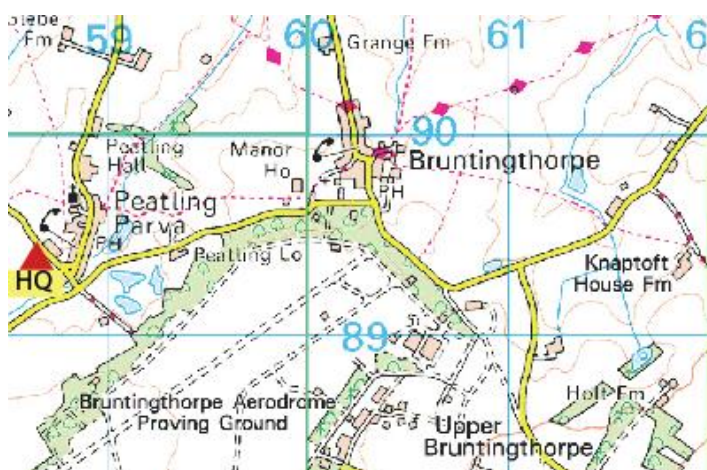 Glebe
Fm
59
60
Grange Fm
61
6
Peatling
Hall
Manor
Ho
90
Bruntingthorpe
PH
Peatling
Parva
PH
HQ
Peatling Lo
Knaptoft
House Fm
89
Bruntingthorpe Aerodrome
Proving Ground
Holt Fm
Upper
Bruntingthorpe